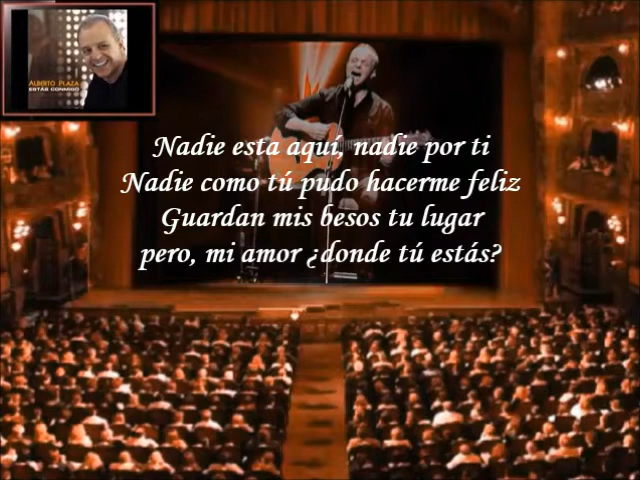 ALBERTO PLAZA
ESTÁS CONMIGO
Nadie esta aquí, nadie por ti
Nadie como tú pudo hacerme feliz
Guardan mis besos tu lugar
pero, mi amor ¿donde tú estás?